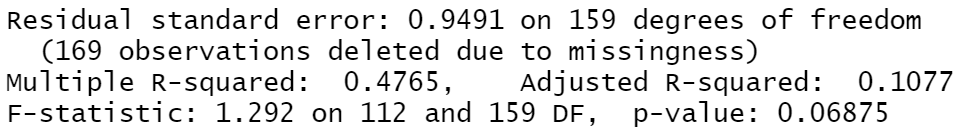 Residual standard error: 0.9491 on 159 degrees of freedom
(169 observations deleted due to missingness)
Multiple R-squared:  0.4765,    Adjusted R-squared:  0.1077
F-statistic: 1.292 on 112 and 159 DF,  p-value: 0.06875